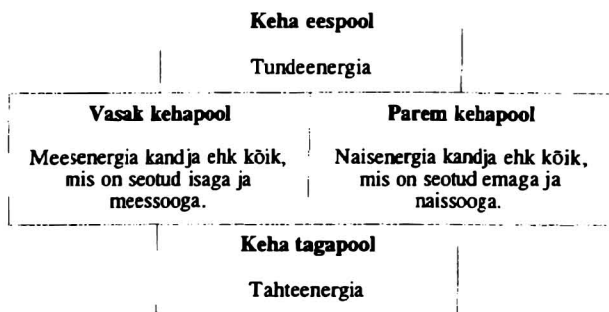 Keha eespool
Tundeenergia
Vasak kehapool
Meesenergia kandja ehk kõik,
mis on seotud isaga ja
meessooga.
Parem kehapool
Naisenergia kandja ehk kõik,
mis on seotud emaga ja
naissooga.
Keha tagapool
Tahteenergia